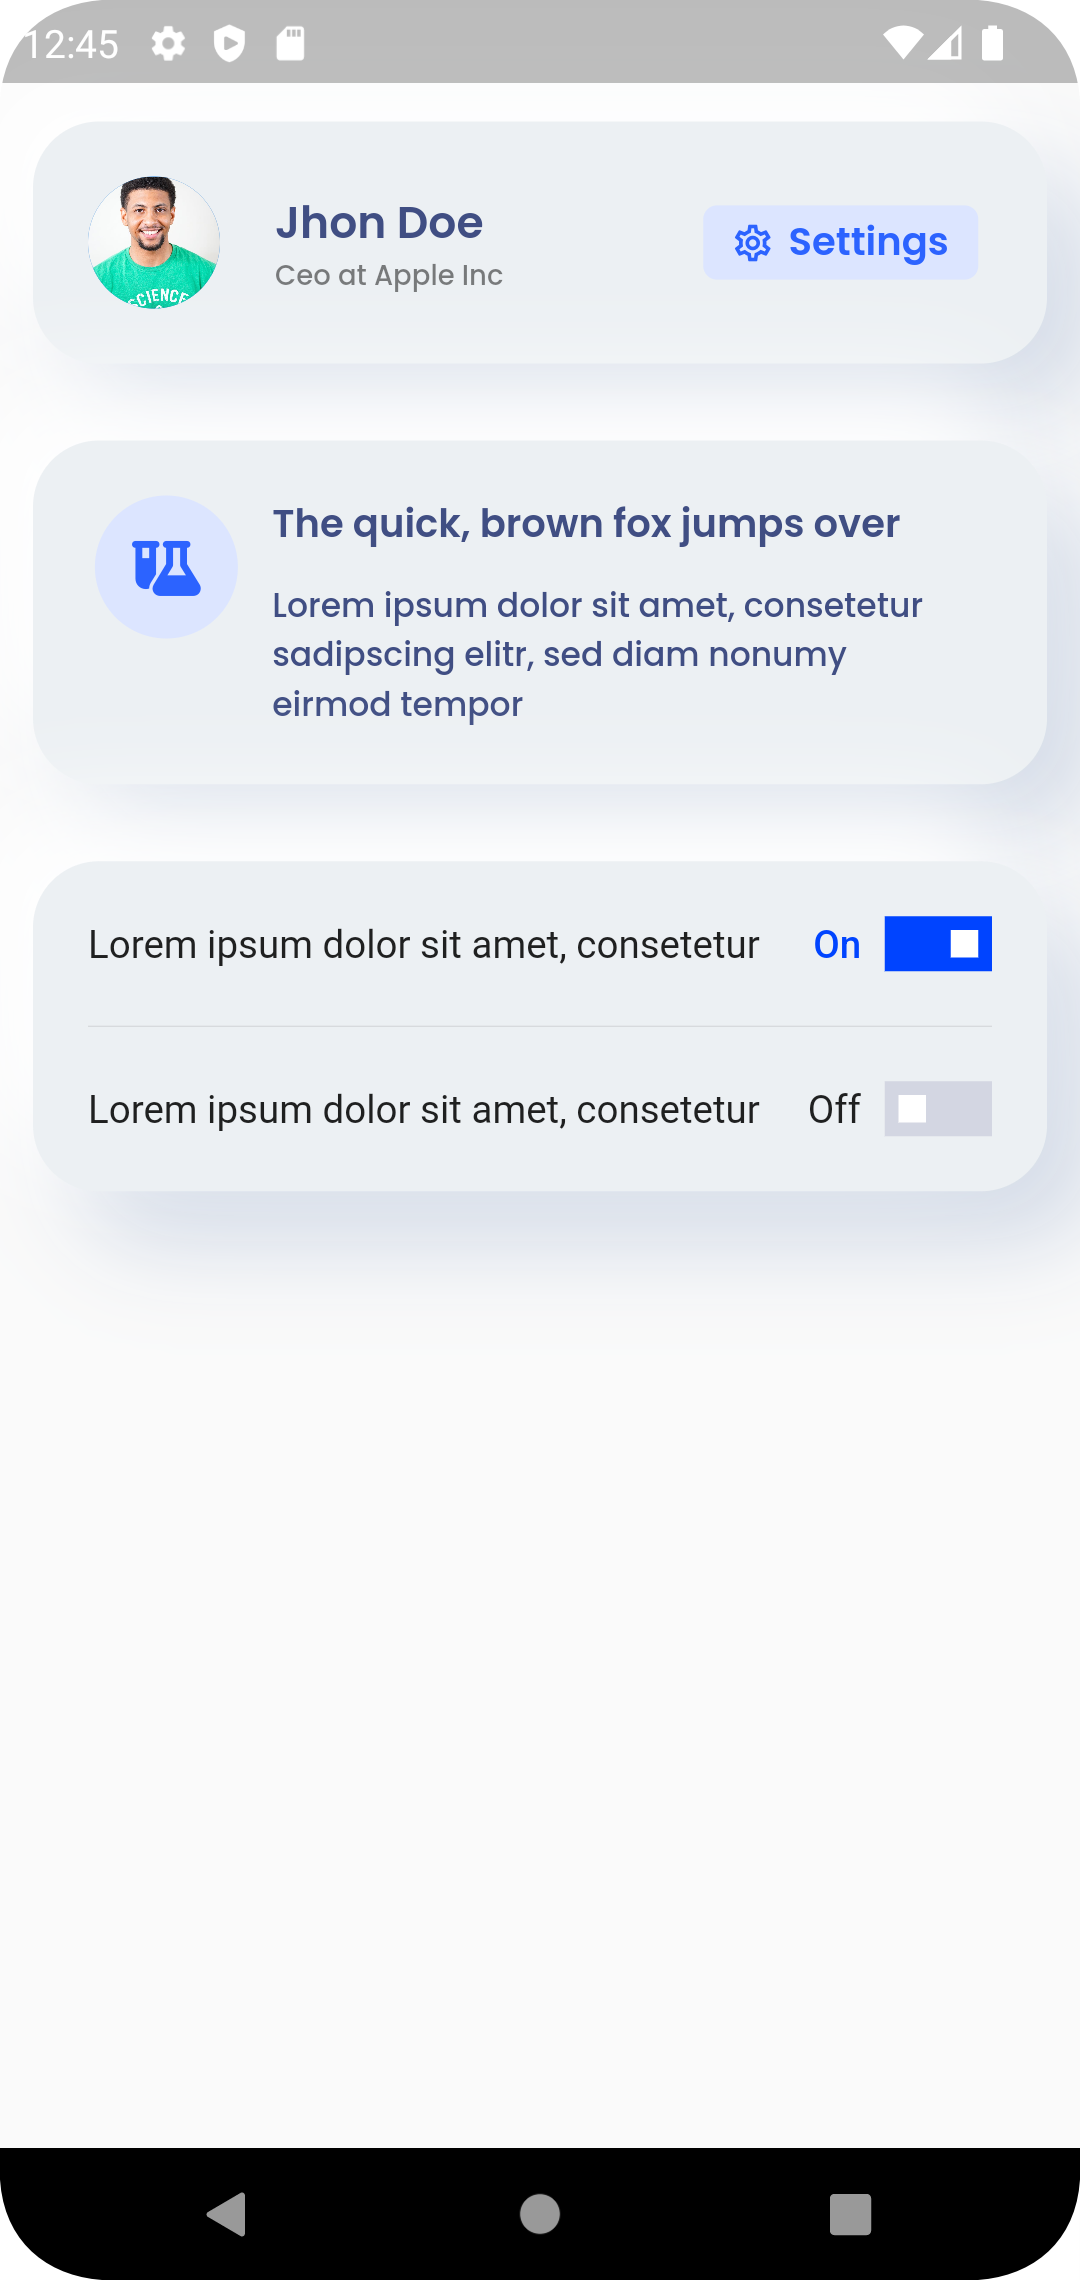 12:45
Jhon Doe
Ceo at Apple Inc
Settings
SCIENCE
The quick, brown fox jumps over
Lorem ipsum dolor sit amet, consetetur
sadipscing elitr, sed diam nonumy
eirmod tempor
Lorem ipsum dolor sit amet, consetetur On
Lorem ipsum dolor sit amet, consetetur Off